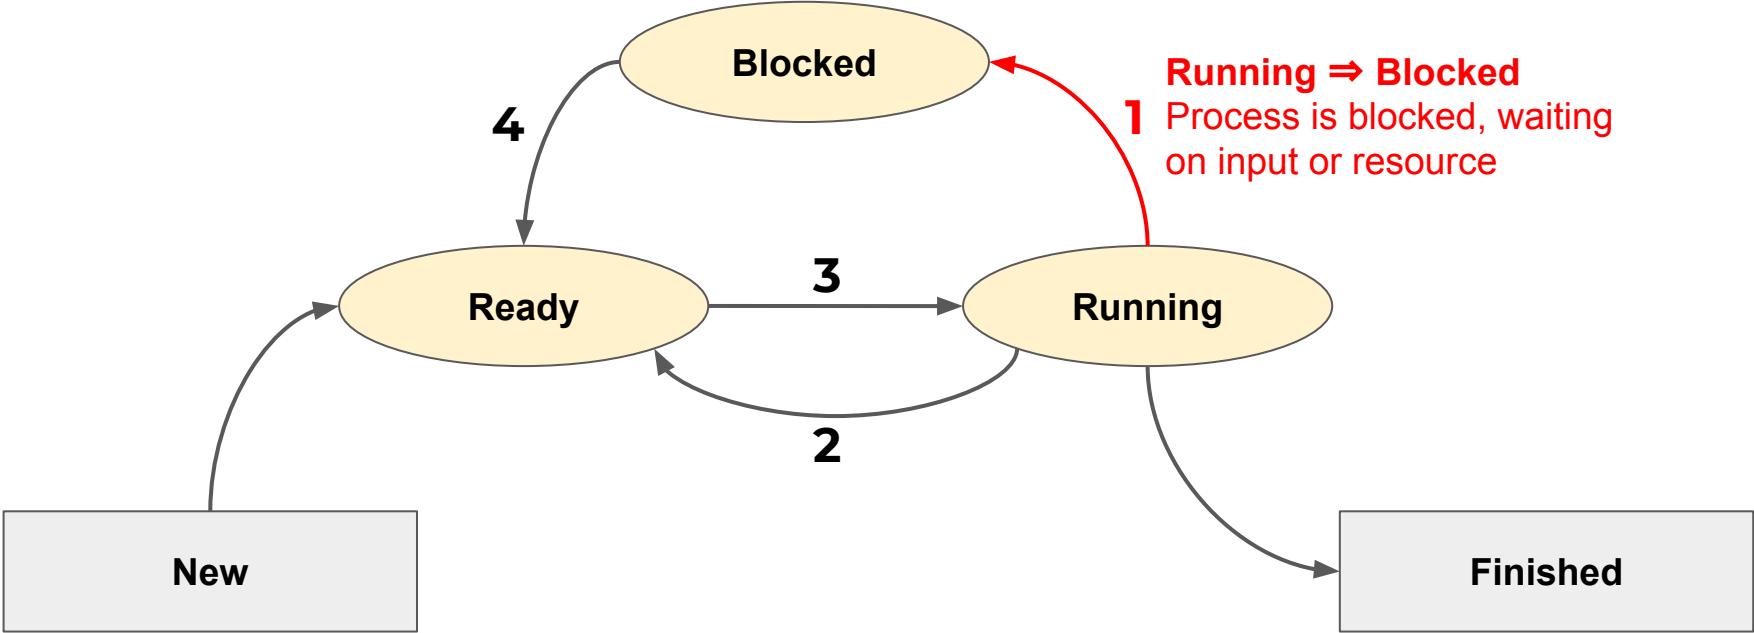 Blocked
Running ⇒ Blocked
1 Process is blocked, waiting
on input or resource
4
3
Ready
Running
2
New
Finished